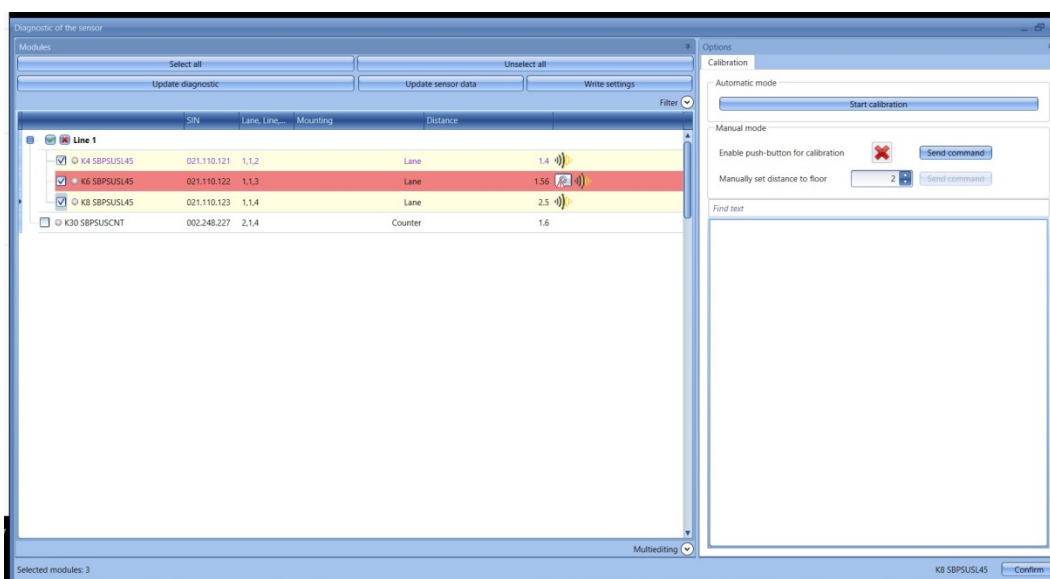 Diagnostic of the sensor
Modules
Options
Select all
Unselect all
Calibration
Update diagnostic
Update sensor data
Write settings
Automatic mode
Filter
Start calibration
SIN
Lane, Line,...
Mounting
Distance
Manual mode
Line 1
Enable push-button for calibration
Send command
K4 SBPSUSL45 021.110.121 1,1,2 Lane 1.4
K6 SBPSUSL45 021.110.122 1,1,3 Lane 1.56
Manually set distance to floor 2 Send command
K8 SBPSUSL45 021.110.123 1,1,4 Lane 2.5
Find text
K30 SBPSUSCNT 002.248.227 2,1,4 Counter 1.6
Multiediting
Selected modules: 3
K8 SBPSUSL45
Confirm